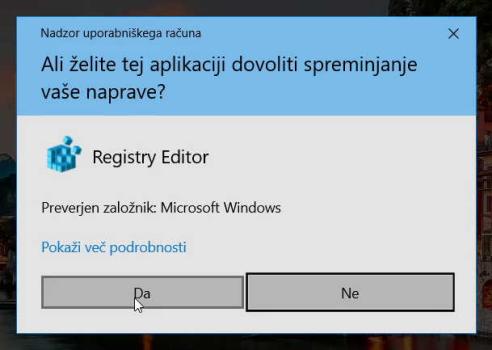 Nadzor uporabniškega računa
Ali želite tej aplikaciji dovoliti spreminjanje
vaše naprave?
Registry Editor
Preverjen založnik: Microsoft Windows
Pokaži več podrobnosti
Da
Ne